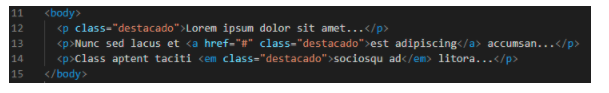 11 <body>
12 <p class="destacado">Lorem ipsum dolor sit amet...</p>
13 <p>Nunc sed lacus et <a href="#" class="destacado">est adipiscing</a> accumsan...</p>
14 <p>Class aptent taciti <em class="destacado">sociosqu ad</em> litora...</p>
15 </body>